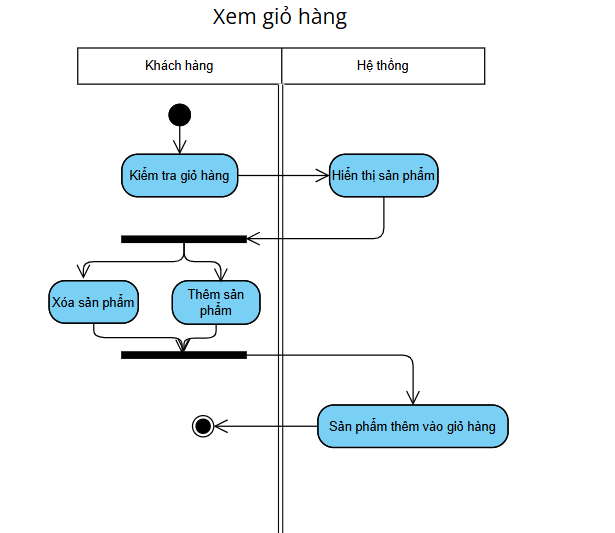 Xem giỏ hàng
Khách hàng
Hệ thống
Kiểm tra giỏ hàng
Hiển thị sản phẩm
Xóa sản phẩm
Thêm sản
phẩm
Sản phẩm thêm vào giỏ hàng